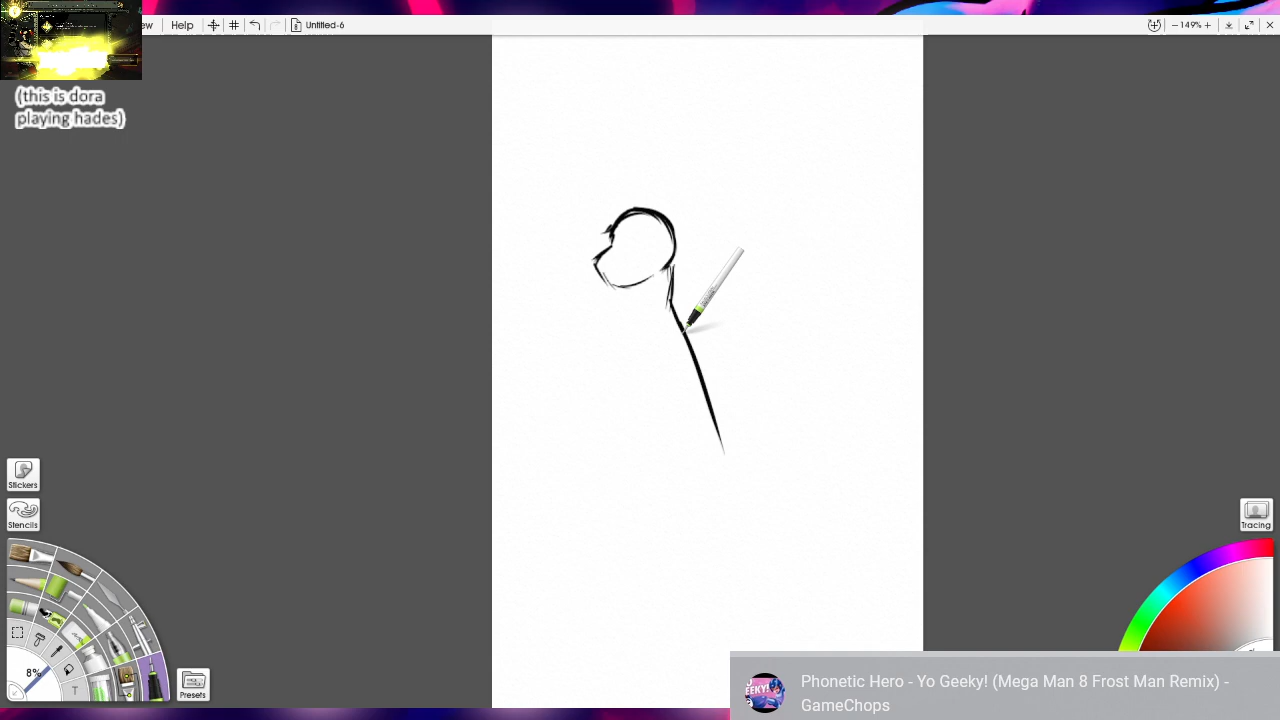 ew Help Untitled-6 149%
(this is dora
playing hades)
Stickers
Stencils
Tracing
8%
T
Presets
Phonetic Hero - Yo Geeky! (Mega Man 8 Frost Man Remix) -
GameChops